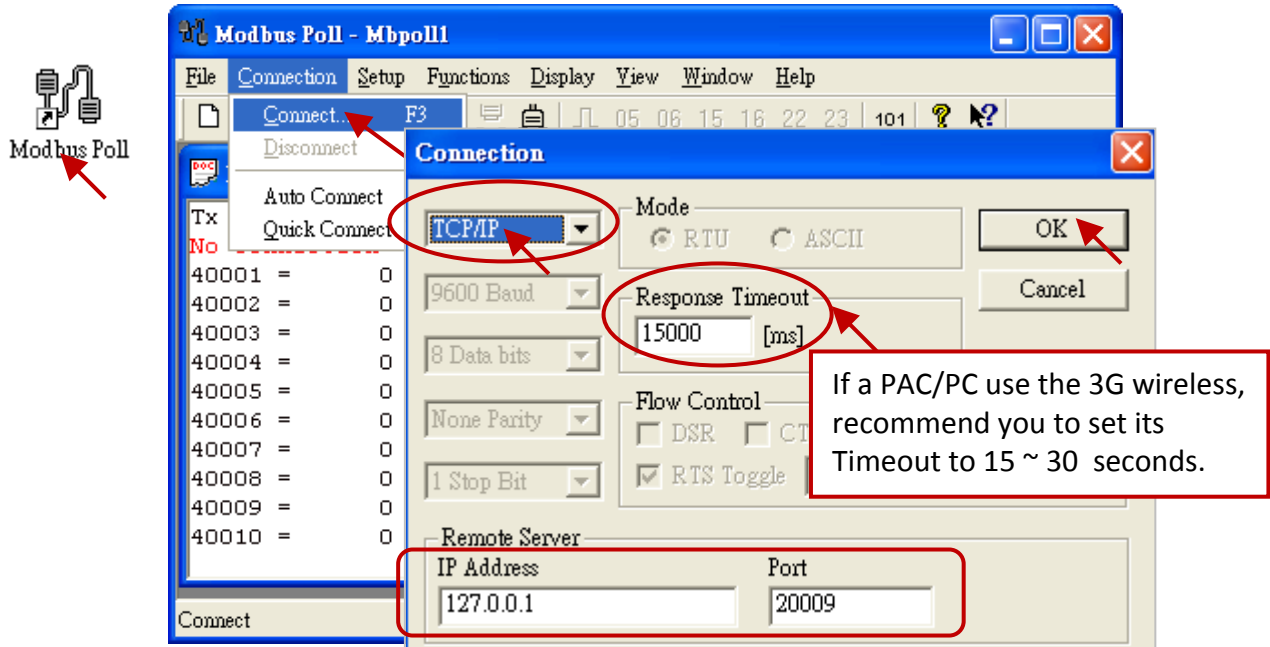 Modbus Poll
Modbus Poll - Mbpoll1
File Connection Setup Functions Display View Window Help
05 06 15 16 22 23 101
Connect... F3
Disconnect
Auto Connect
Quick Connect
Tx
No
40001 = 0
40002 = 0
40003 = 0
40004 = 0
40005 = 0
40006 = 0
40007 = 0
40008 = 0
40009 = 0
40010 = 0
Connect
Connection
TCP/IP
9600 Baud
8 Data bits
None Parity
1 Stop Bit
Mode
RTU ASCII
Response Timeout
15000 [ms]
Flow Control
DSR
RTS Toggle
OK
Cancel
If a PAC/PC use the 3G wireless,
recommend you to set its
Timeout to 15 ~ 30 seconds.
Remote Server
IP Address Port
127.0.0.1 20009